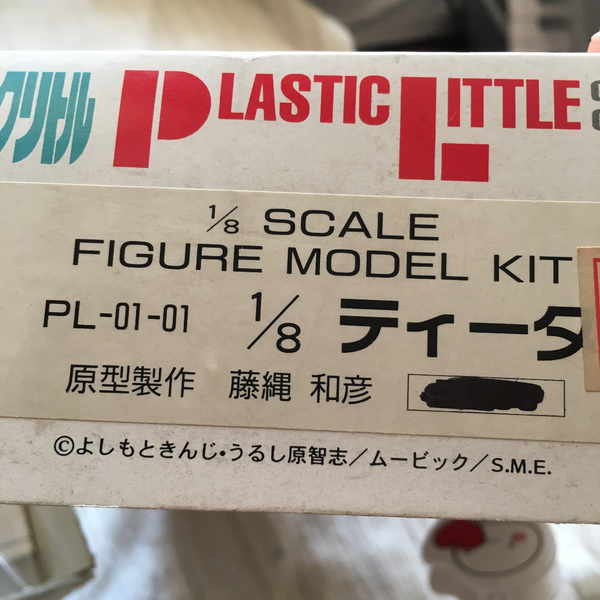 クリトル PLASTIC LITTLE
1/8 SCALE
FIGURE MODEL KIT
PL-01-01 1/8 ティータ
原型製作 藤縄 和彦
©よしもときんじ・うるし原智志/ムービック/S.M.E.